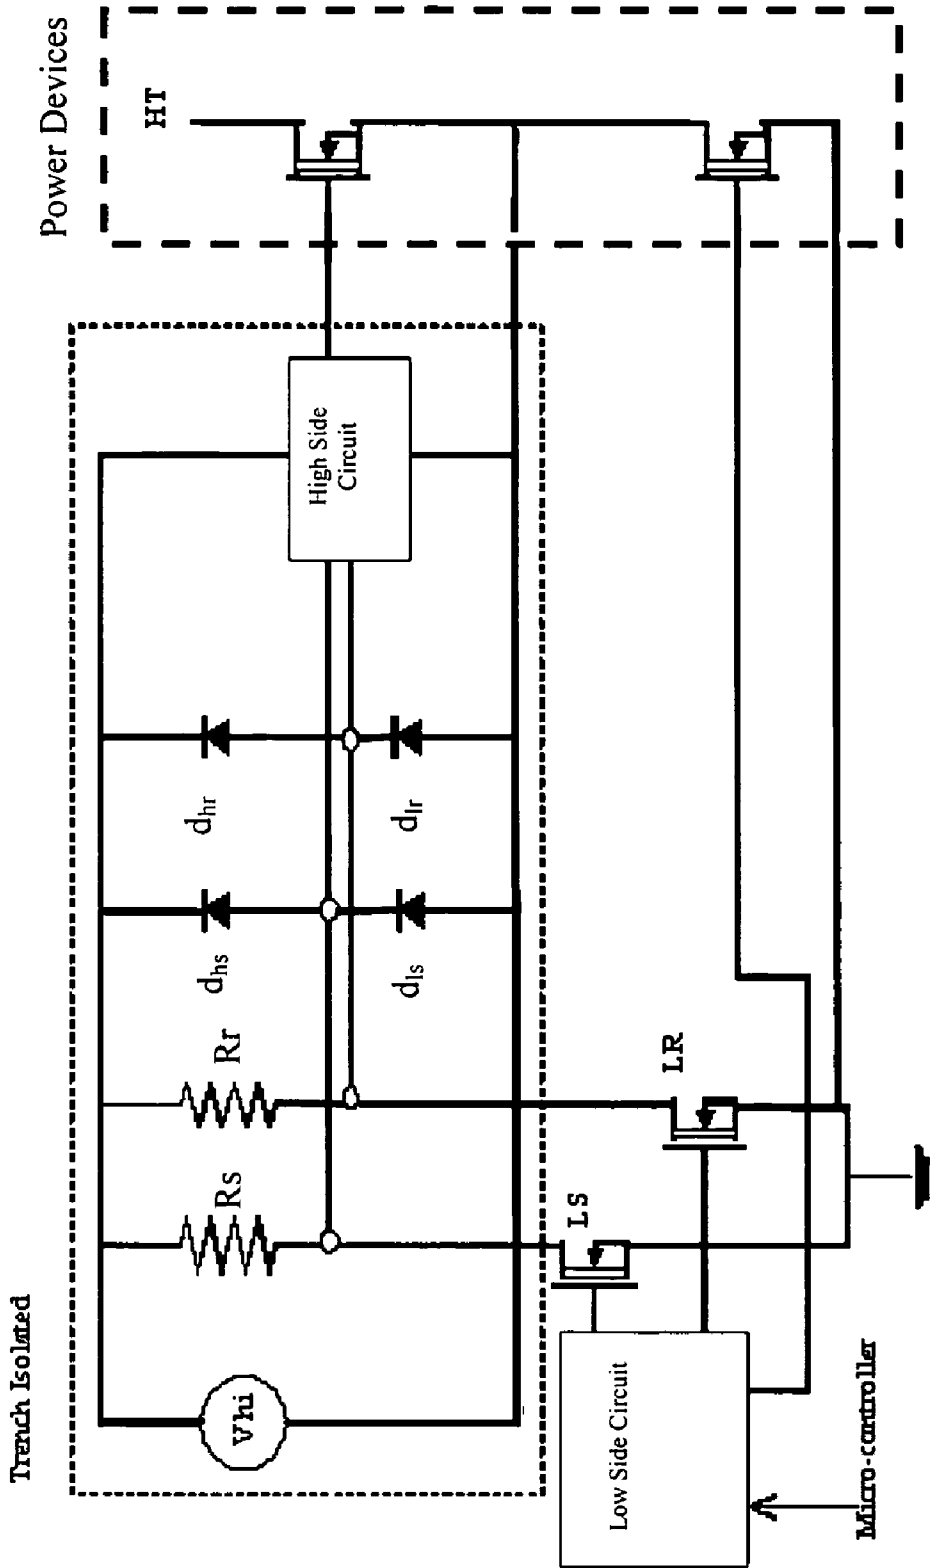 Trench Isolated
Power Devices
HT
Vhi
Rs
Rr
dhs
dhr
dls
dlr
High Side
Circuit
LS
LR
Low Side Circuit
Micro-controller